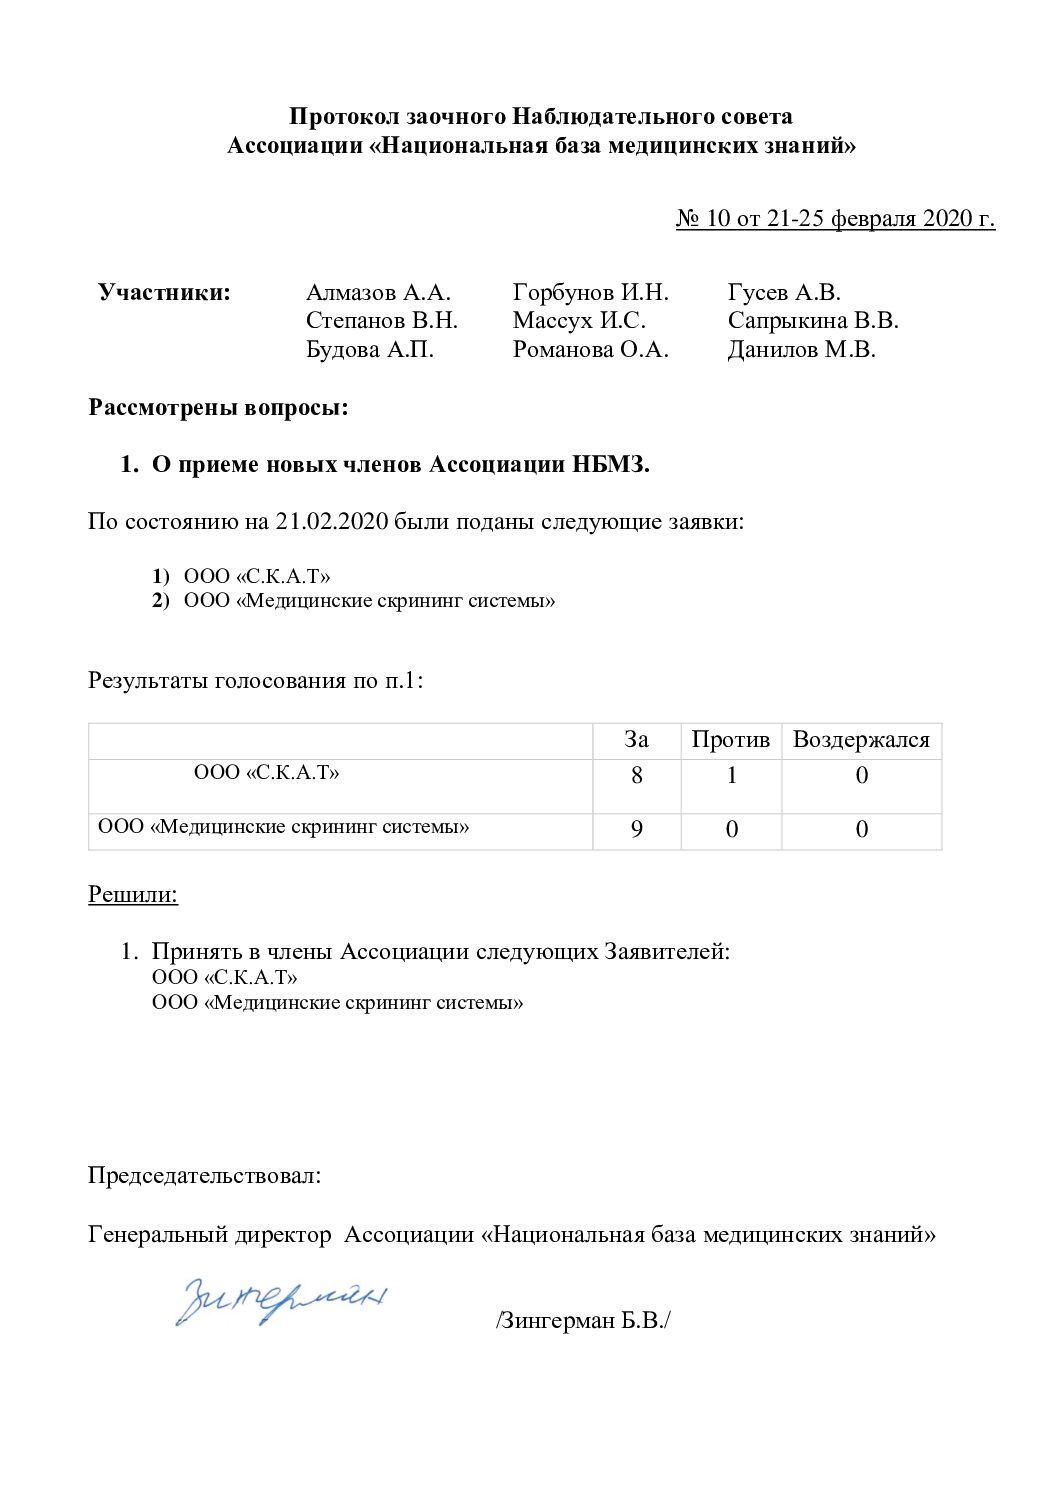 Протокол заочного Наблюдательного совета
Ассоциации «Национальная база медицинских знаний»
№ 10 от 21-25 февраля 2020 г.
Участники: Алмазов А.А. Горбунов И.Н. Гусев А.В.
Степанов В.Н. Массух И.С. Сапрыкина В.В.
Будова А.П. Романова О.А. Данилов М.В.
Рассмотрены вопросы:
1. О приеме новых членов Ассоциации НБМЗ.
По состоянию на 21.02.2020 были поданы следующие заявки:
1) ООО «С.К.А.Т»
2) ООО «Медицинские скрининг системы»
Результаты голосования по п.1:
За Против Воздержался
ООО «С.К.А.Т» 8 1 0
ООО «Медицинские скрининг системы» 9 0 0
Решили:
1. Принять в члены Ассоциации следующих Заявителей:
ООО «С.К.А.Т»
ООО «Медицинские скрининг системы»
Председательствовал:
Генеральный директор Ассоциации «Национальная база медицинских знаний»
Зингерман
/Зингерман Б.В./